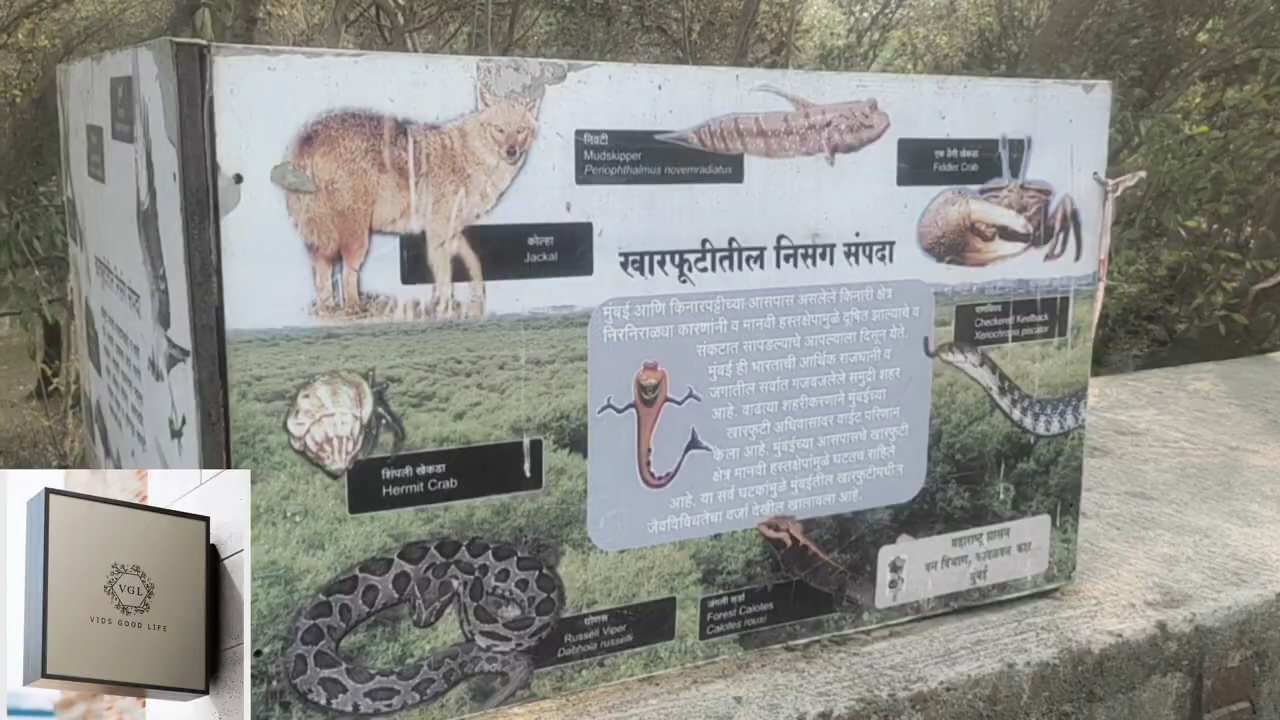 निवटी
Mudskipper
Periophthalmus novemradiatus
एक डेंगी खेकडा
Fiddler Crab
कोल्हा
Jackal
खारफूटीतील निसग संपदा
मुंबई आणि किनारपट्टीच्या आसपास असलेले किनारी क्षेत्र
निरनिराळ्या कारणांनी व मानवी हस्तक्षेपामुळे दूषित झाल्याचे व
संकटात सापडल्याचे आपल्याला दिसून येते.
मुंबई ही भारताची आर्थिक राजधानी व
जगातील सर्वात गजबजलेले समुद्री शहर
आहे. वाढत्या शहरीकरणाने मुंबईच्या
खारफुटी अधिवासावर वाईट परिणाम
केला आहे. मुंबईच्या आसपासचे खारफुटी
क्षेत्र मानवी हस्तक्षेपांमुळे घटतच राहिले
आहे. या सर्व घटकांमुळे मुंबईतील खारफुटीमधील
जैवविविधतेचा दर्जा देखील खालावला आहे.
Checkered Keelback
Xenochrophis piscator
शिंपली खेकडा
Hermit Crab
घोणस
Russell Viper
Daboia russelii
जंगली सरडा
Forest Calotes
Calotes rouxi
महाराष्ट्र शासन
वन विभाग, कांदळवन कक्ष
मुंबई
VGL
VIDS GOOD LIFE